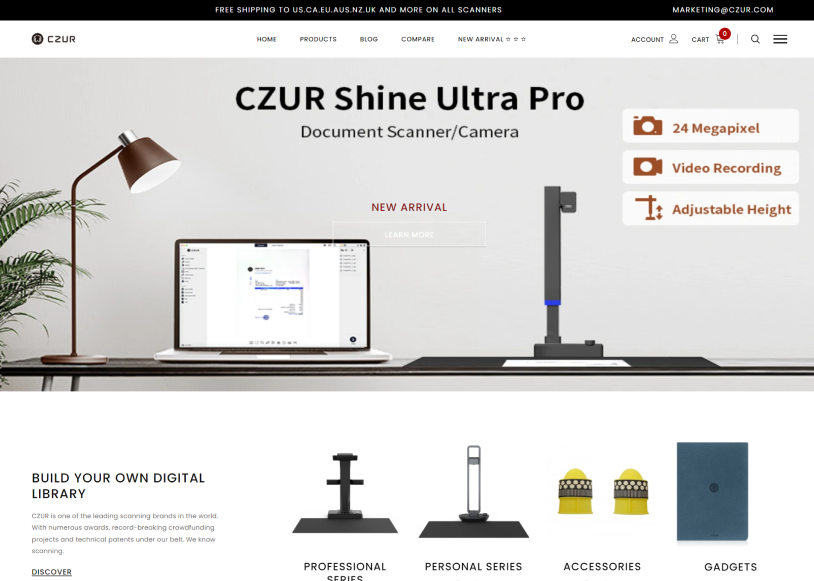 FREE SHIPPING TO US.CA.EU.AUS.NZ.UK AND MORE ON ALL SCANNERS
MARKETING@CZUR.COM
CZUR
HOME
PRODUCTS
BLOG
COMPARE
NEW ARRIVAL ☆ ☆ ☆
ACCOUNT
CART
0
CZUR Shine Ultra Pro
Document Scanner/Camera
24 Megapixel
Video Recording
Adjustable Height
NEW ARRIVAL
LEARN MORE
BUILD YOUR OWN DIGITAL
LIBRARY
CZUR is one of the leading scanning brands in the world.
With numerous awards, record-breaking crowdfunding
projects and technical patents under our belt. We know
scanning.
DISCOVER
PROFESSIONAL
SERIES
PERSONAL SERIES
ACCESSORIES
GADGETS